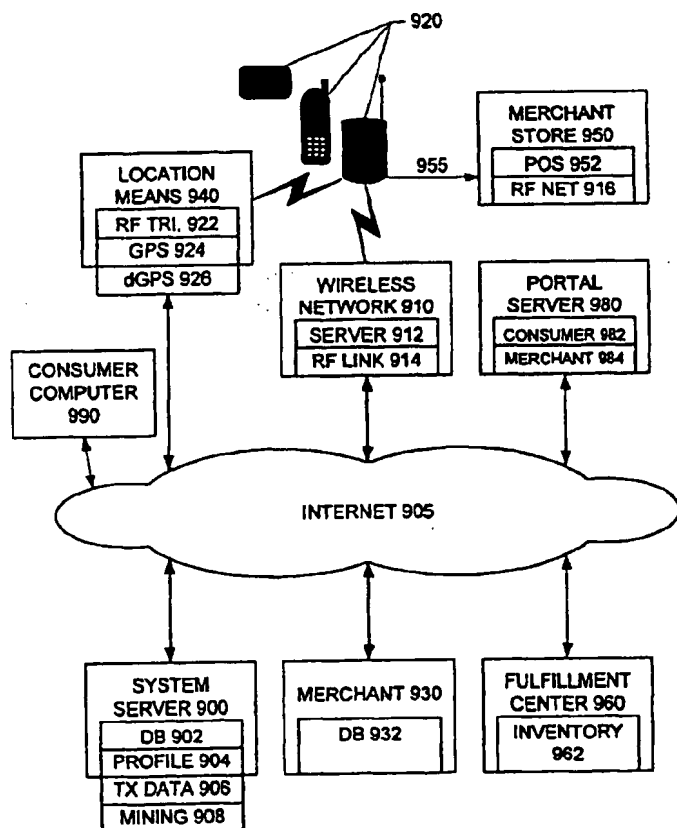 920
MERCHANT
STORE 950
POS 952
RF NET 916
955
LOCATION
MEANS 940
RF TRI. 922
GPS 924
dGPS 926
WIRELESS
NETWORK 910
SERVER 912
RF LINK 914
PORTAL
SERVER 980
CONSUMER 982
MERCHANT 984
CONSUMER
COMPUTER
990
INTERNET 905
SYSTEM
SERVER 900
DB 902
PROFILE 904
TX DATA 906
MINING 908
MERCHANT 930
DB 932
FULFILLMENT
CENTER 960
INVENTORY
962